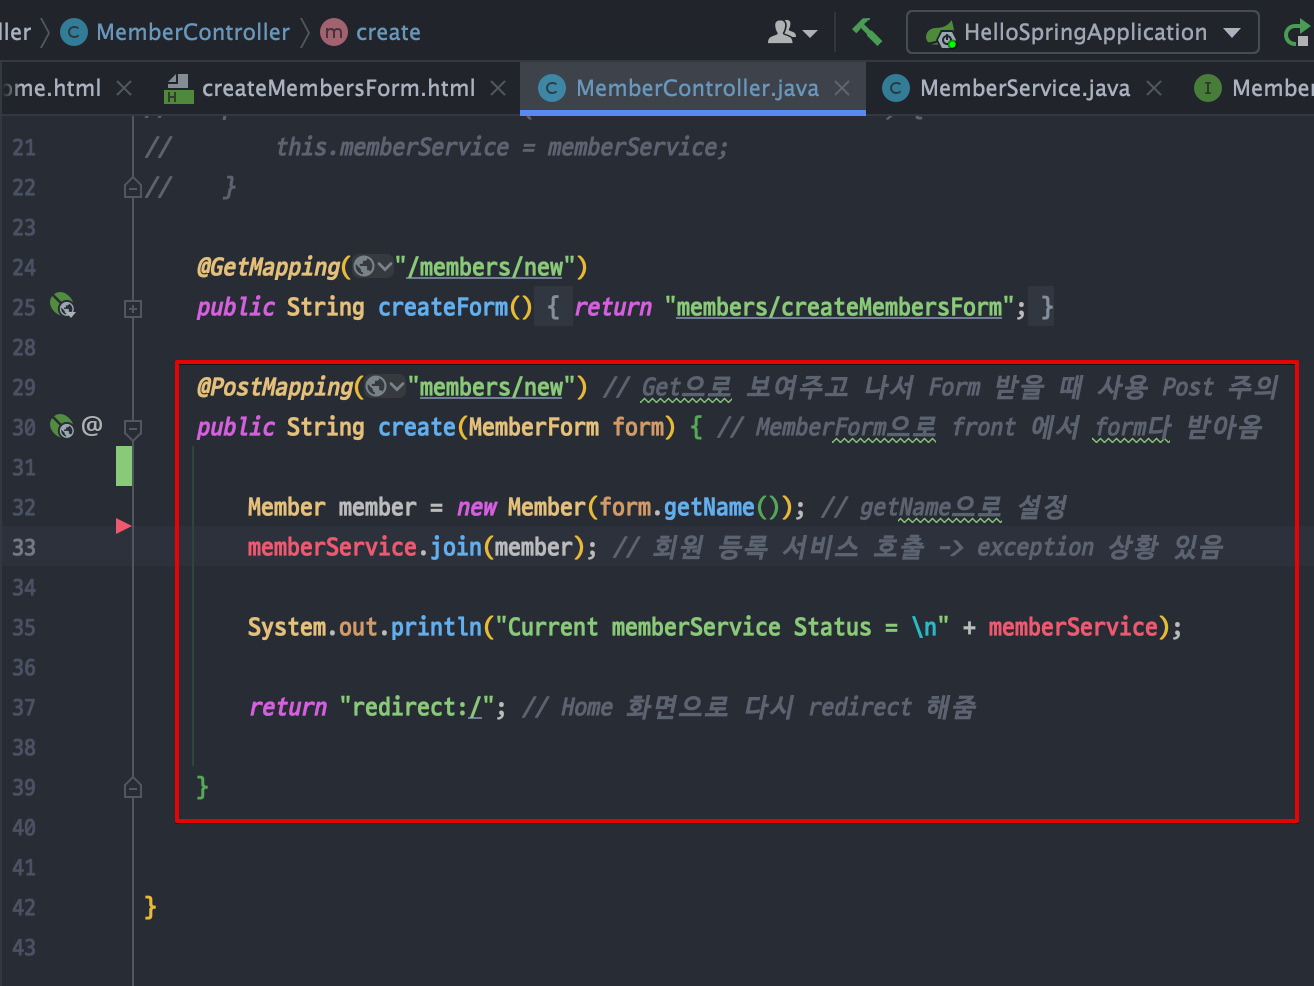 ller MemberController create HelloSpringApplication
ome.html createMembersForm.html MemberController.java MemberService.java Member
21 // this.memberService = memberService;
22 // }
23
24 @GetMapping("/members/new")
25 public String createForm() { return "members/createMembersForm"; }
28
29 @PostMapping("members/new") // Get으로 보여주고 나서 Form 받을 때 사용 Post 주의
30 public String create(MemberForm form) { // MemberForm으로 front 에서 form다 받아옴
31
32 Member member = new Member(form.getName()); // getName으로 설정
33 memberService.join(member); // 회원 등록 서비스 호출 -> exception 상황 있음
34
35 System.out.println("Current memberService Status = \n" + memberService);
36
37 return "redirect:/"; // Home 화면으로 다시 redirect 해줌
38
39 }
40
41
42 }
43